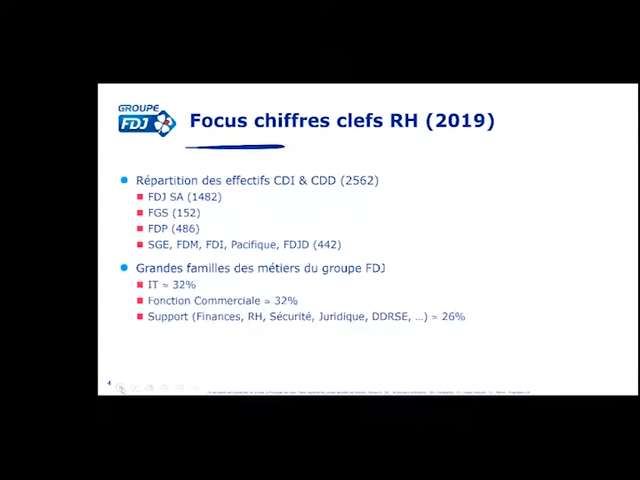 GROUPE
FDJ
Focus chiffres clefs RH (2019)
Répartition des effectifs CDI & CDD (2562)
FDJ SA (1482)
FGS (152)
FDP (486)
SGE, FDM, FDI, Pacifique, FDJD (442)
Grandes familles des métiers du groupe FDJ
IT ≈ 32%
Fonction Commerciale ≈ 32%
Support (Finances, RH, Sécurité, Juridique, DDRSE, …) ≈ 26%
4